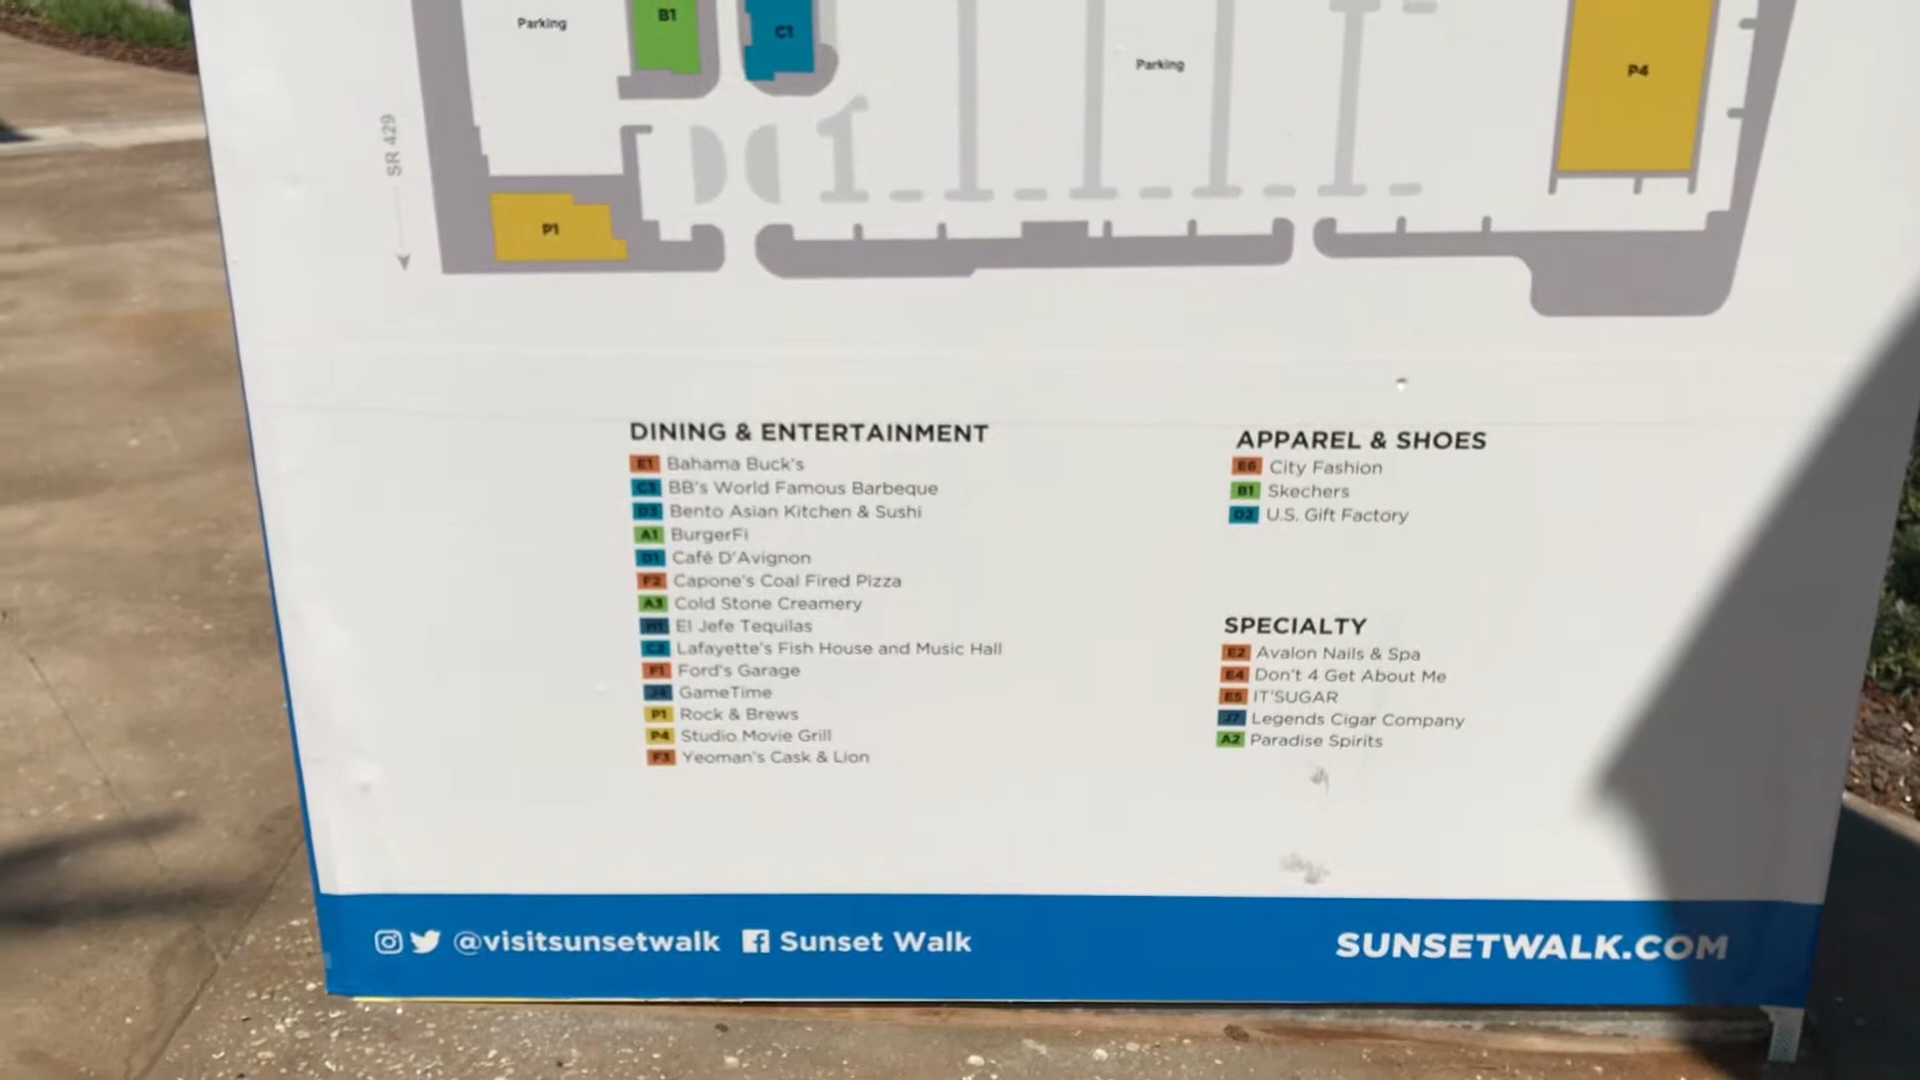 Parking
B1
C1
Parking
P4
SR 429
P1
DINING & ENTERTAINMENT
E1 Bahama Buck's
C3 BB's World Famous Barbeque
D3 Bento Asian Kitchen & Sushi
A1 BurgerFi
D1 Café D'Avignon
F2 Capone's Coal Fired Pizza
A3 Cold Stone Creamery
H1 El Jefe Tequilas
C2 Lafayette's Fish House and Music Hall
F1 Ford's Garage
J4 GameTime
P1 Rock & Brews
P4 Studio Movie Grill
F3 Yeoman's Cask & Lion
APPAREL & SHOES
E6 City Fashion
B1 Skechers
D2 U.S. Gift Factory
SPECIALTY
E2 Avalon Nails & Spa
E4 Don't 4 Get About Me
E5 IT'SUGAR
J7 Legends Cigar Company
A2 Paradise Spirits
@visitsunsetwalk Sunset Walk
SUNSETWALK.COM